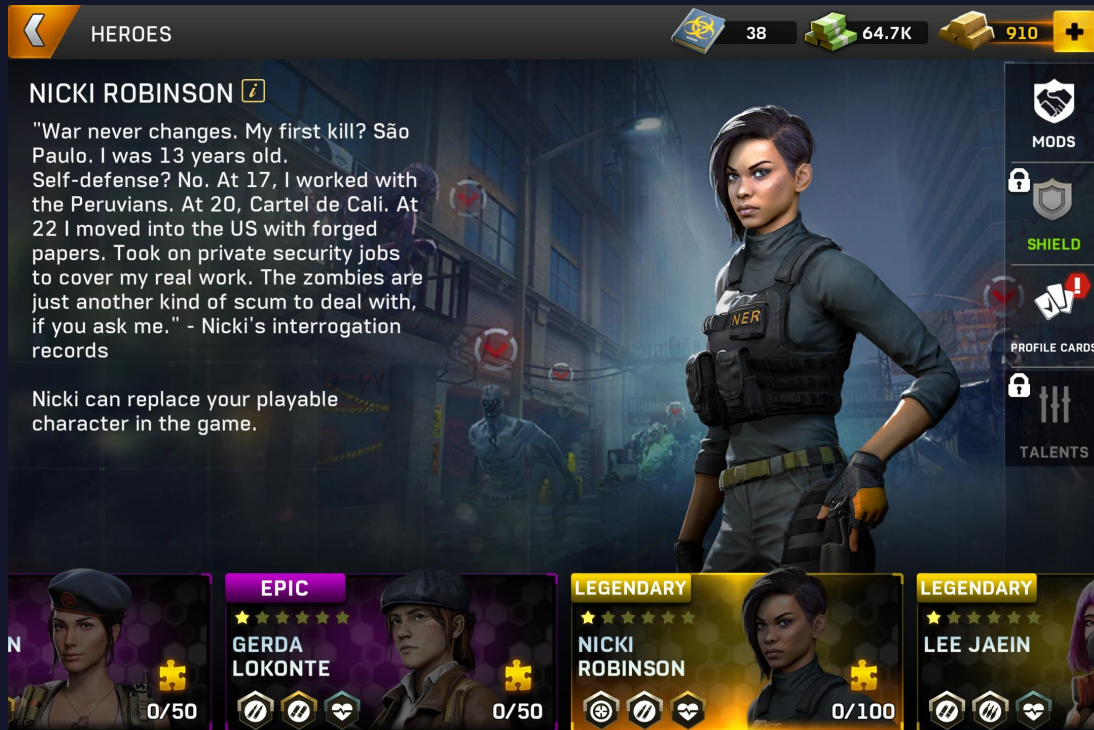 HEROES
38
64.7K
910
NICKI ROBINSON
"War never changes. My first kill? São
Paulo. I was 13 years old.
Self-defense? No. At 17, I worked with
the Peruvians. At 20, Cartel de Cali. At
22 I moved into the US with forged
papers. Took on private security jobs
to cover my real work. The zombies are
just another kind of scum to deal with,
if you ask me." - Nicki's interrogation
records
Nicki can replace your playable
character in the game.
NER
MODS
SHIELD
PROFILE CARDS
TALENTS
N
0/50
EPIC
GERDA
LOKONTE
0/50
LEGENDARY
NICKI
ROBINSON
0/100
LEGENDARY
LEE JAEIN